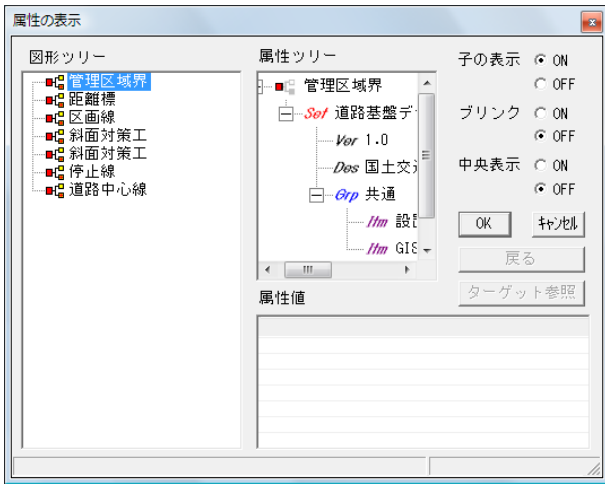 属性の表示
図形ツリー
管理区域界
距離標
区画線
斜面対策工
斜面対策工
停止線
道路中心線
属性ツリー
管理区域界
Set 道路基盤デ
Ver 1.0
Des 国土交
Grp 共通
Itm 設
Itm GIS
属性値
子の表示 ON
OFF
ブリンク ON
OFF
中央表示 ON
OFF
OK キャンセル
戻る
ターゲット参照